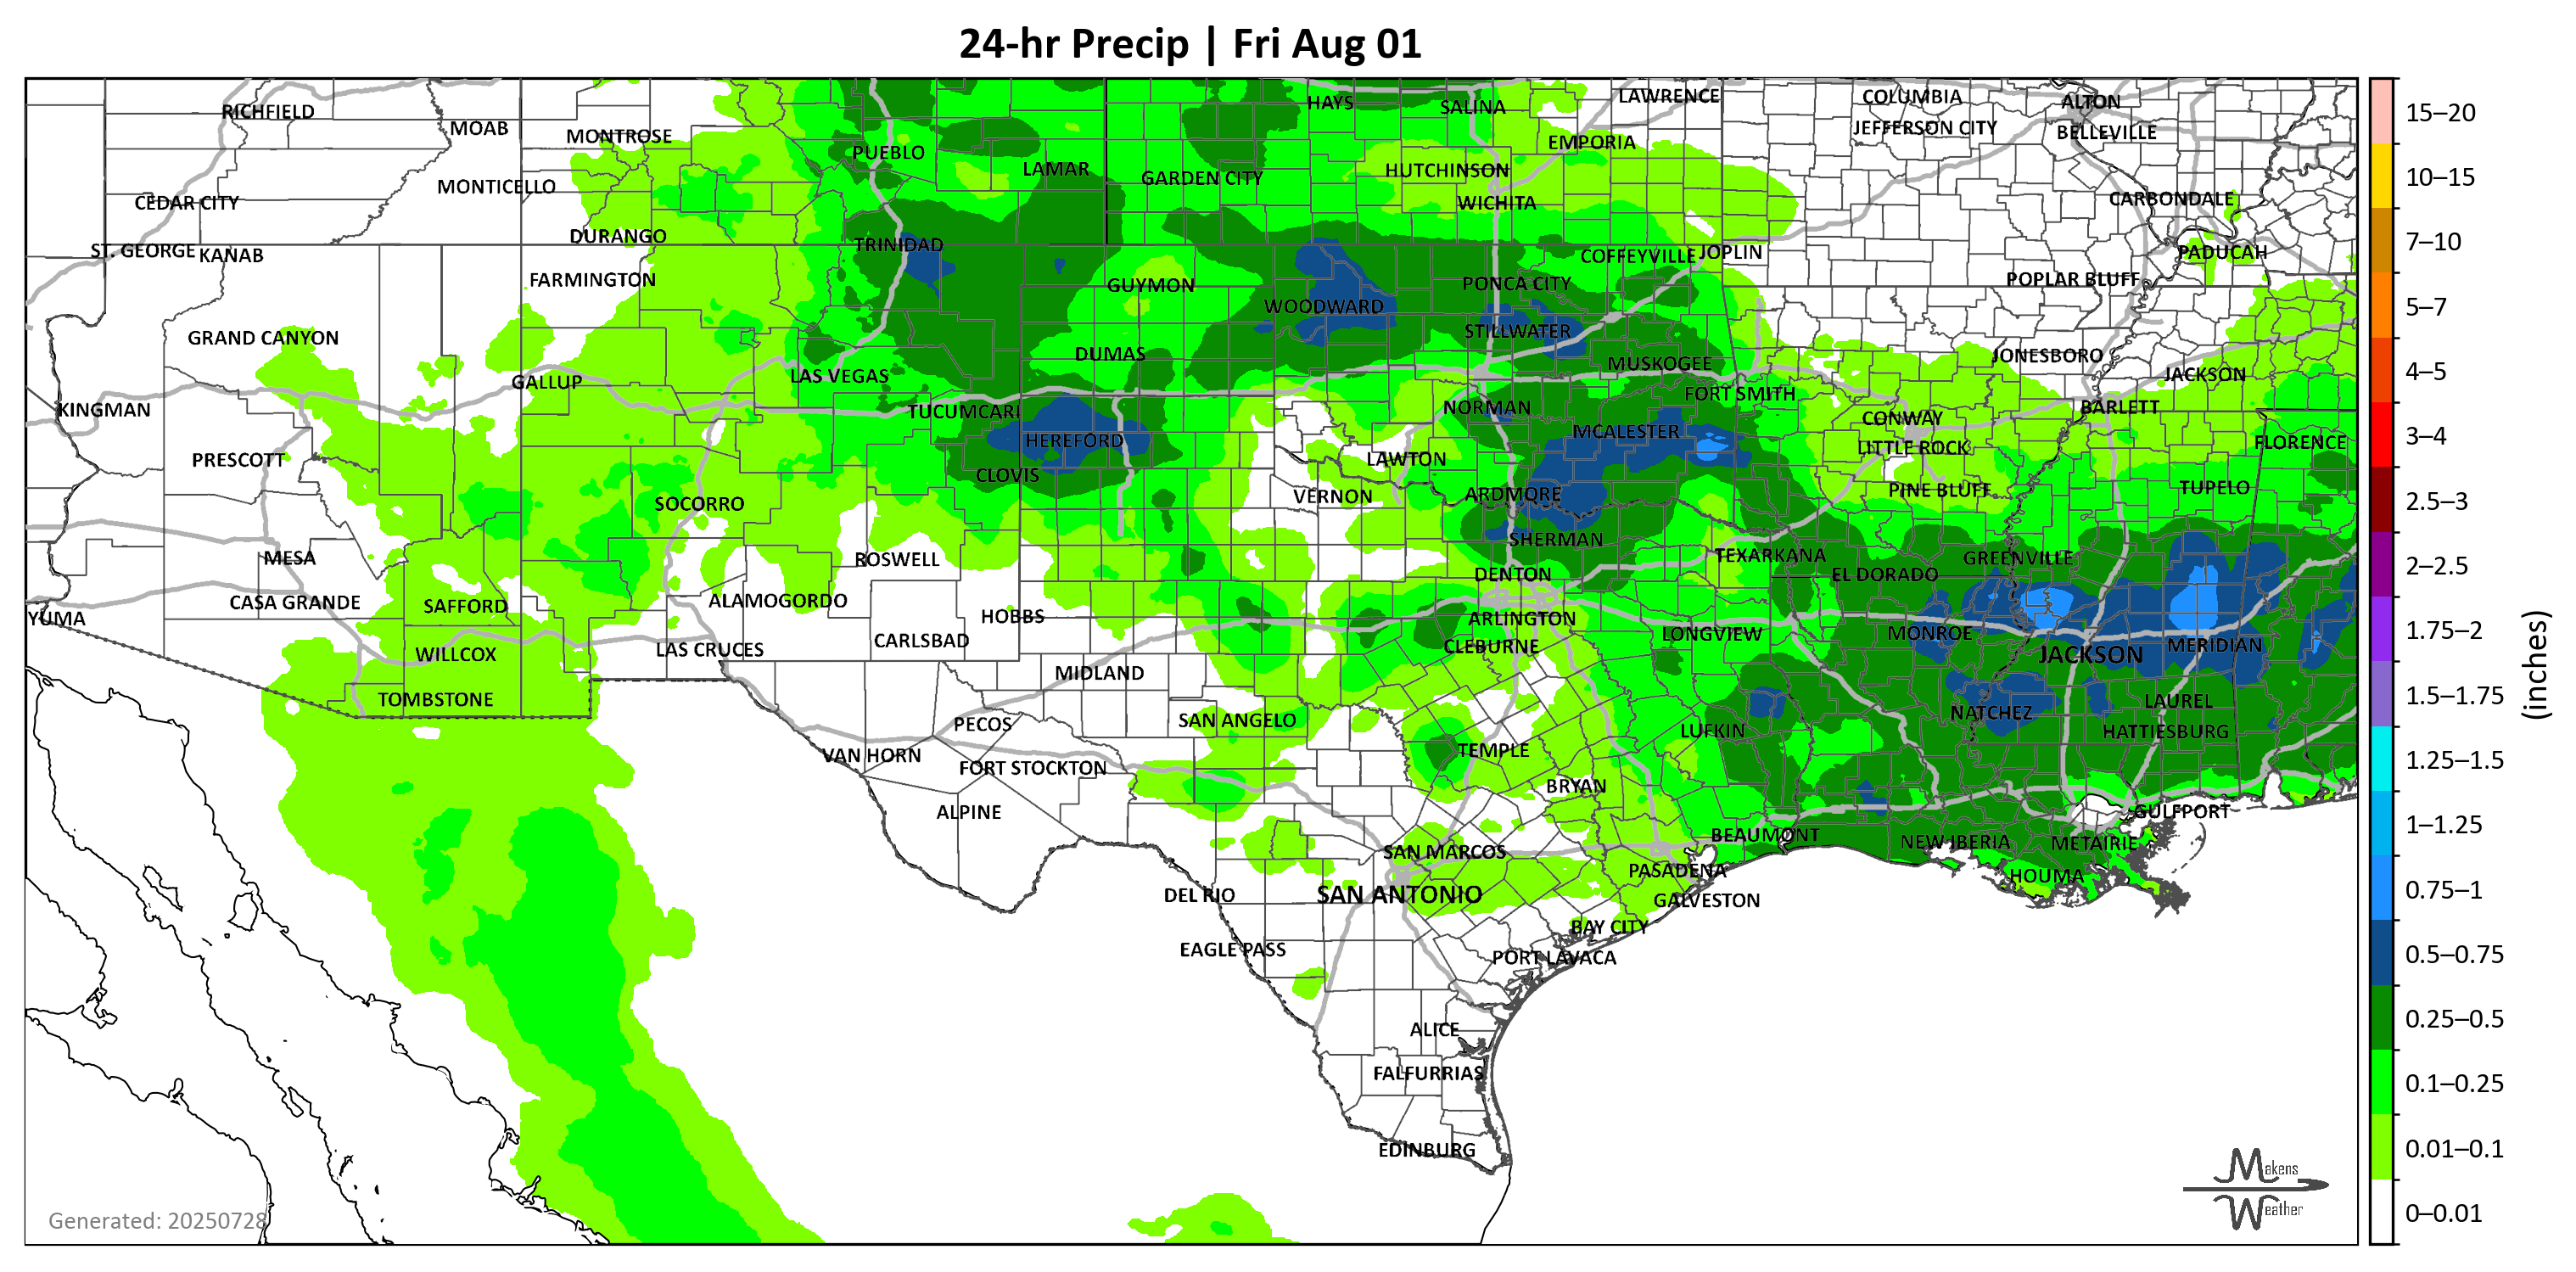 24-hr Precip | Fri Aug 01
RICHFIELD
MOAB
MONTROSE
PUEBLO
LAMAR
HAYS
SALINA
LAWRENCE
COLUMBIA
ALTON
JEFFERSON CITY
BELLEVILLE
EMPORIA
HUTCHINSON
GARDEN CITY
MONTICELLO
CEDAR CITY
WICHITA
CARBONDALE
DURANGO
TRINIDAD
ST. GEORGE
KANAB
COFFEYVILLE
JOPLIN
PADUCAH
FARMINGTON
GUYMON
PONCA CITY
POPLAR BLUFF
WOODWARD
STILLWATER
GRAND CANYON
DUMAS
MUSKOGEE
JONESBORO
GALLUP
LAS VEGAS
JACKSON
FORT SMITH
KINGMAN
TUCUMCARI
NORMAN
CONWAY
BARLETT
HEREFORD
MCALESTER
LITTLE ROCK
FLORENCE
PRESCOTT
CLOVIS
LAWTON
SOCORRO
VERNON
ARDMORE
PINE BLUFF
TUPELO
MESA
ROSWELL
SHERMAN
TEXARKANA
GREENVILLE
DENTON
EL DORADO
CASA GRANDE
SAFFORD
ALAMOGORDO
HOBBS
YUMA
ARLINGTON
CARLSBAD
LONGVIEW
MONROE
WILLCOX
LAS CRUCES
CLEBURNE
JACKSON
MERIDIAN
MIDLAND
TOMBSTONE
LAUREL
NATCHEZ
PECOS
SAN ANGELO
LUFKIN
HATTIESBURG
VAN HORN
TEMPLE
FORT STOCKTON
BRYAN
ALPINE
GULFPORT
BEAUMONT
NEW IBERIA
METAIRIE
SAN MARCOS
PASADENA
HOUMA
DEL RIO
SAN ANTONIO
GALVESTON
BAY CITY
EAGLE PASS
PORT LAVACA
ALICE
FALFURRIAS
EDINBURG
Generated: 20250728
Makens
Weather
15–20
10–15
7–10
5–7
4–5
3–4
2.5–3
2–2.5
1.75–2
1.5–1.75
1.25–1.5
1–1.25
0.75–1
0.5–0.75
0.25–0.5
0.1–0.25
0.01–0.1
0–0.01
(inches)